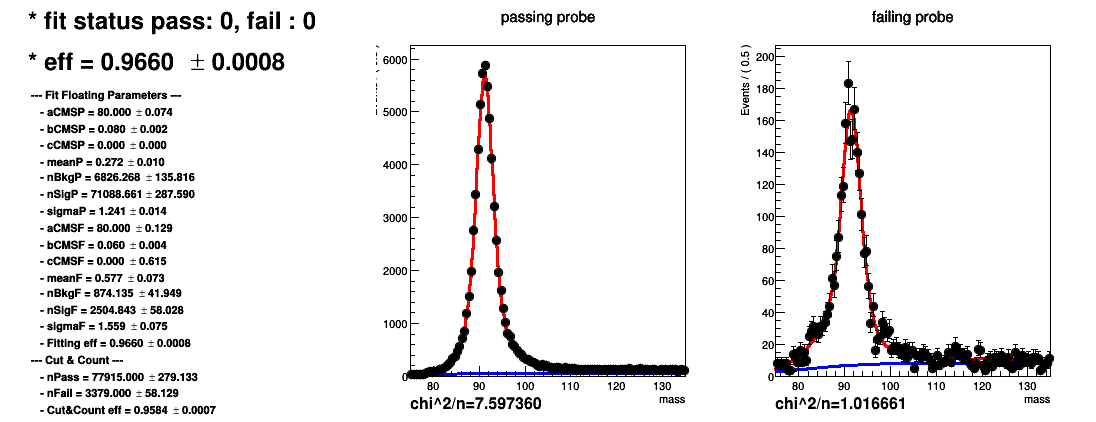 * fit status pass: 0, fail : 0
* eff = 0.9660 ± 0.0008
--- Fit Floating Parameters ---
- aCMSP = 80.000 ± 0.074
- bCMSP = 0.080 ± 0.002
- cCMSP = 0.000 ± 0.000
- meanP = 0.272 ± 0.010
- nBkgP = 6826.268 ± 135.816
- nSigP = 71088.661 ± 287.590
- sigmaP = 1.241 ± 0.014
- aCMSF = 80.000 ± 0.129
- bCMSF = 0.060 ± 0.004
- cCMSF = 0.000 ± 0.615
- meanF = 0.577 ± 0.073
- nBkgF = 874.135 ± 41.949
- nSigF = 2504.843 ± 58.028
- sigmaF = 1.559 ± 0.075
- Fitting eff = 0.9660 ± 0.0008
--- Cut & Count ---
- nPass = 77915.000 ± 279.133
- nFail = 3379.000 ± 58.129
- Cut&Count eff = 0.9584 ± 0.0007
passing probe
6000
5000
4000
3000
2000
1000
0
80 90 100 110 120 130
mass
chi^2/n=7.597360
failing probe
Events / ( 0.5 )
200
180
160
140
120
100
80
60
40
20
0
80 90 100 110 120 130
mass
chi^2/n=1.016661